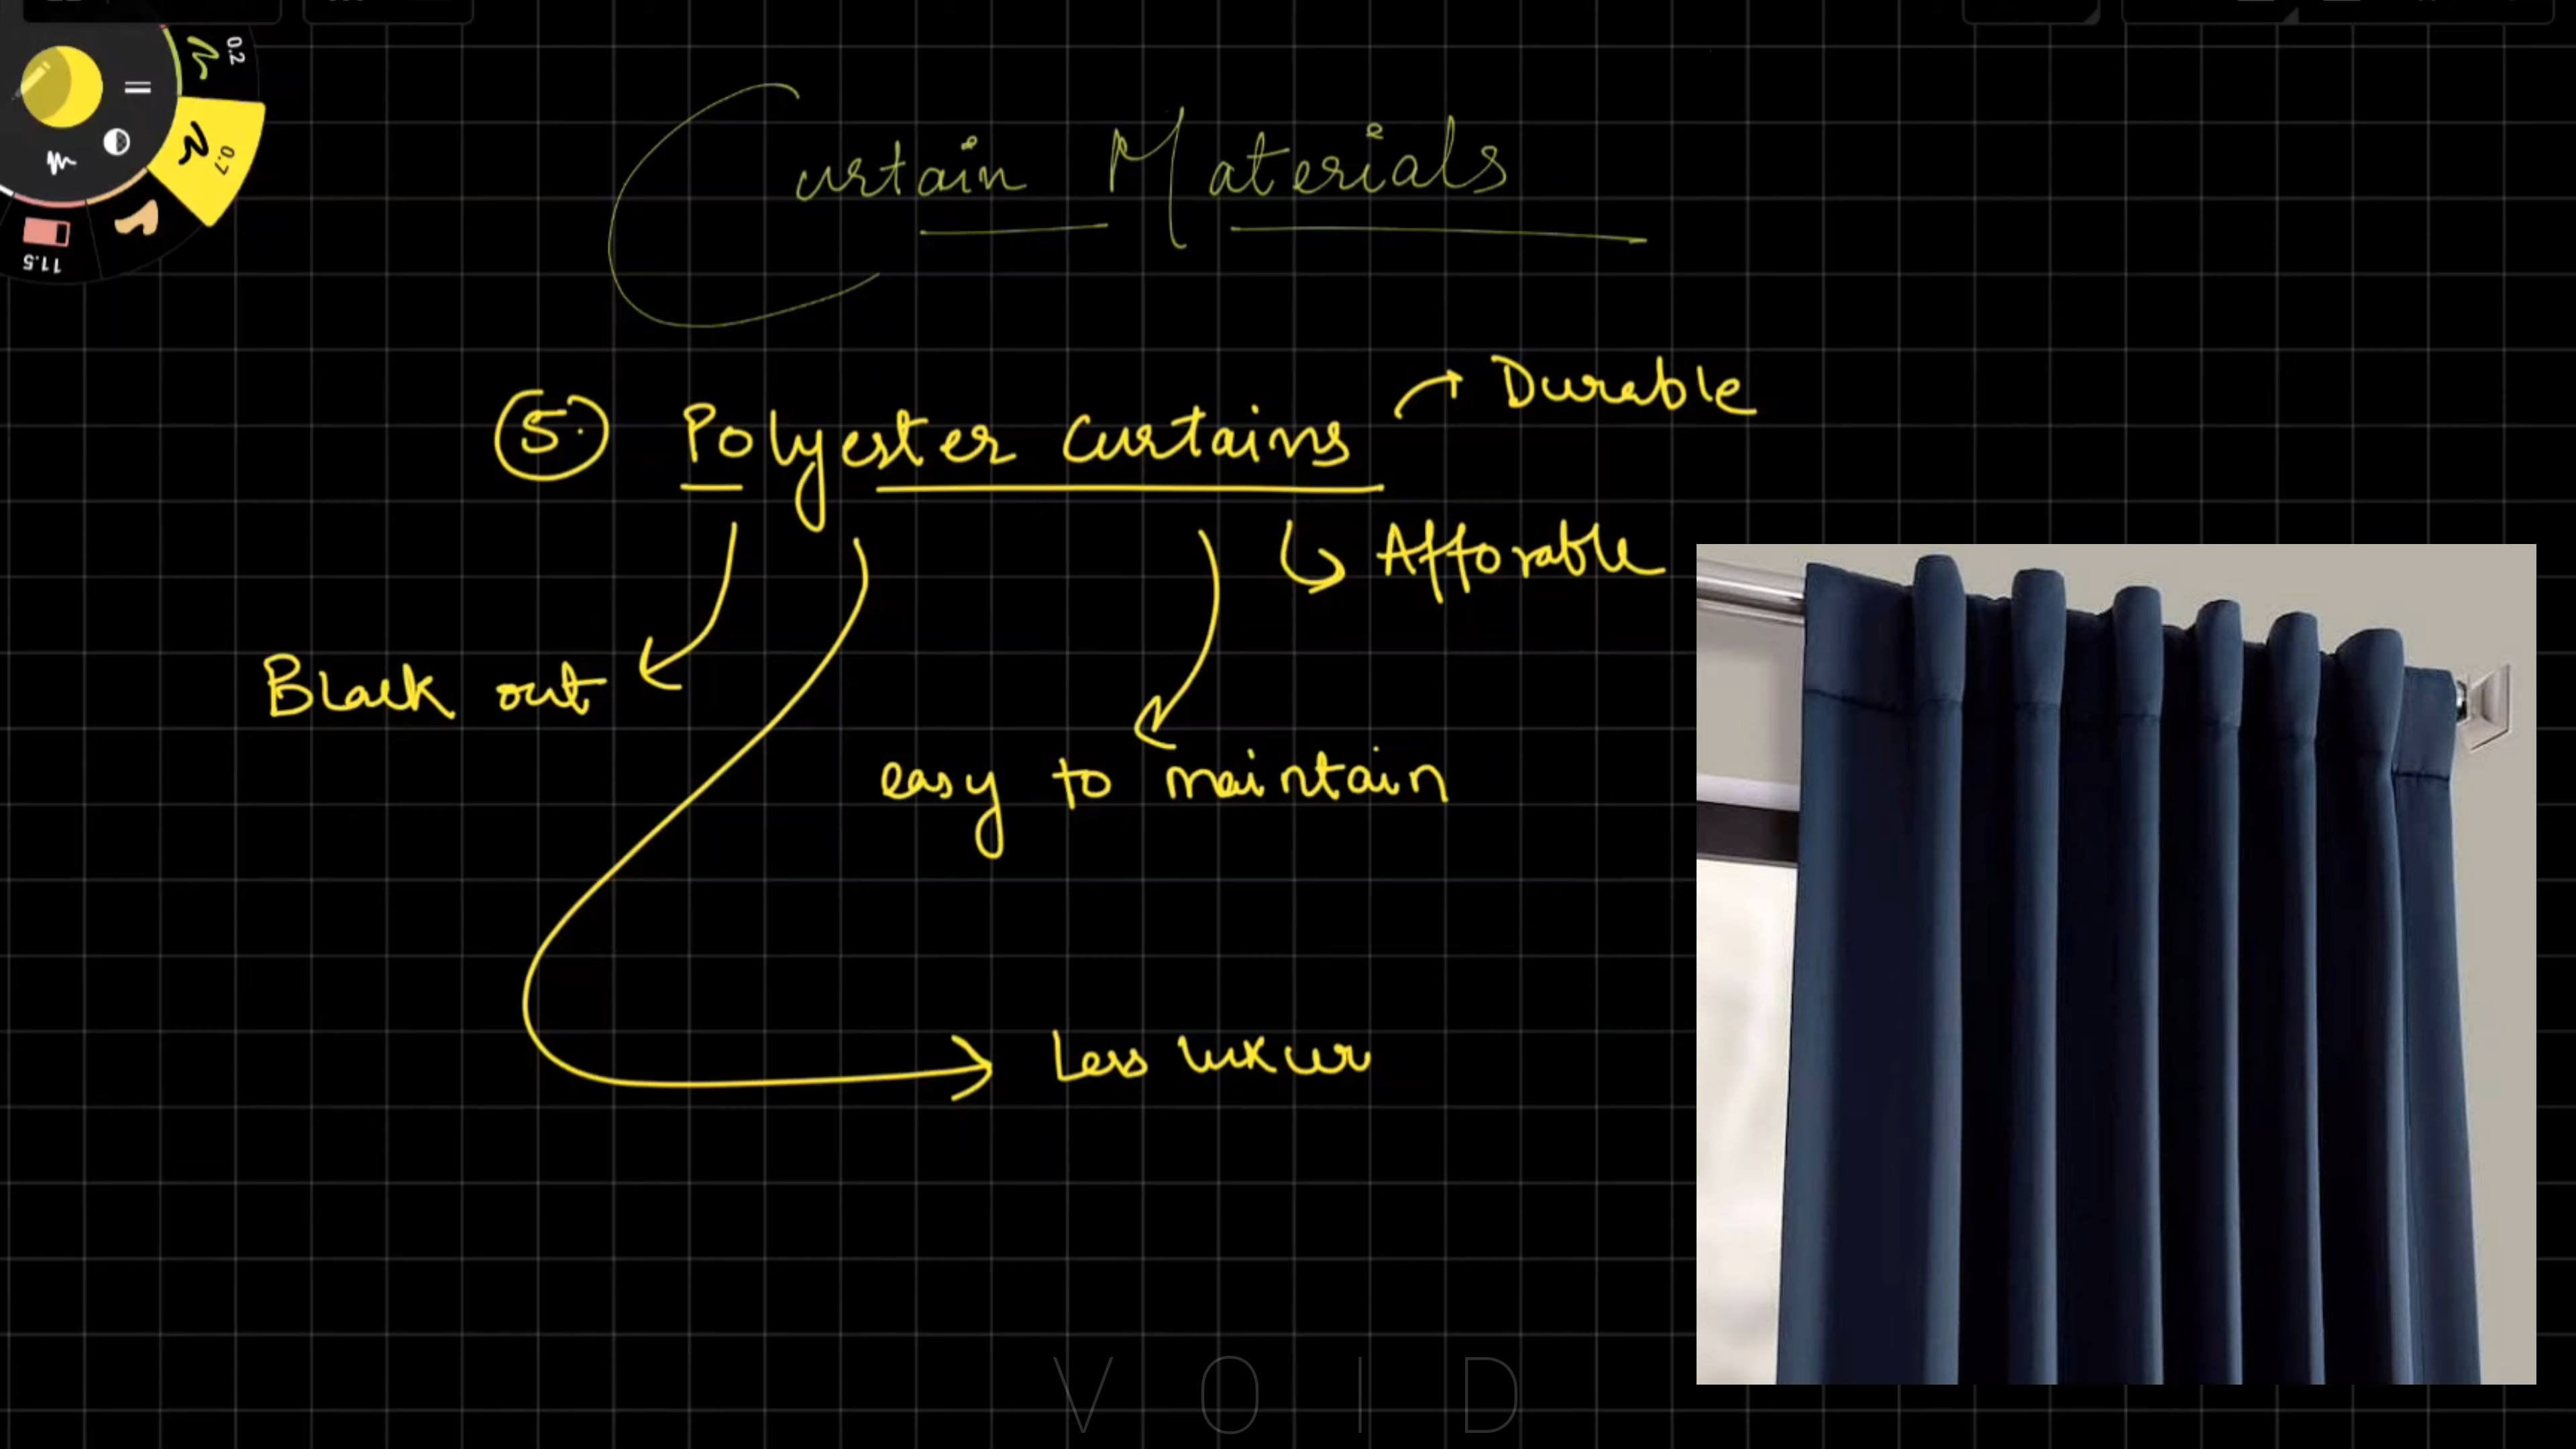 0.2
0.7
11.5
Curtain Materials
5. Polyester curtains
Durable
Afforable
Black out
easy to maintain
Less luxur
VOID